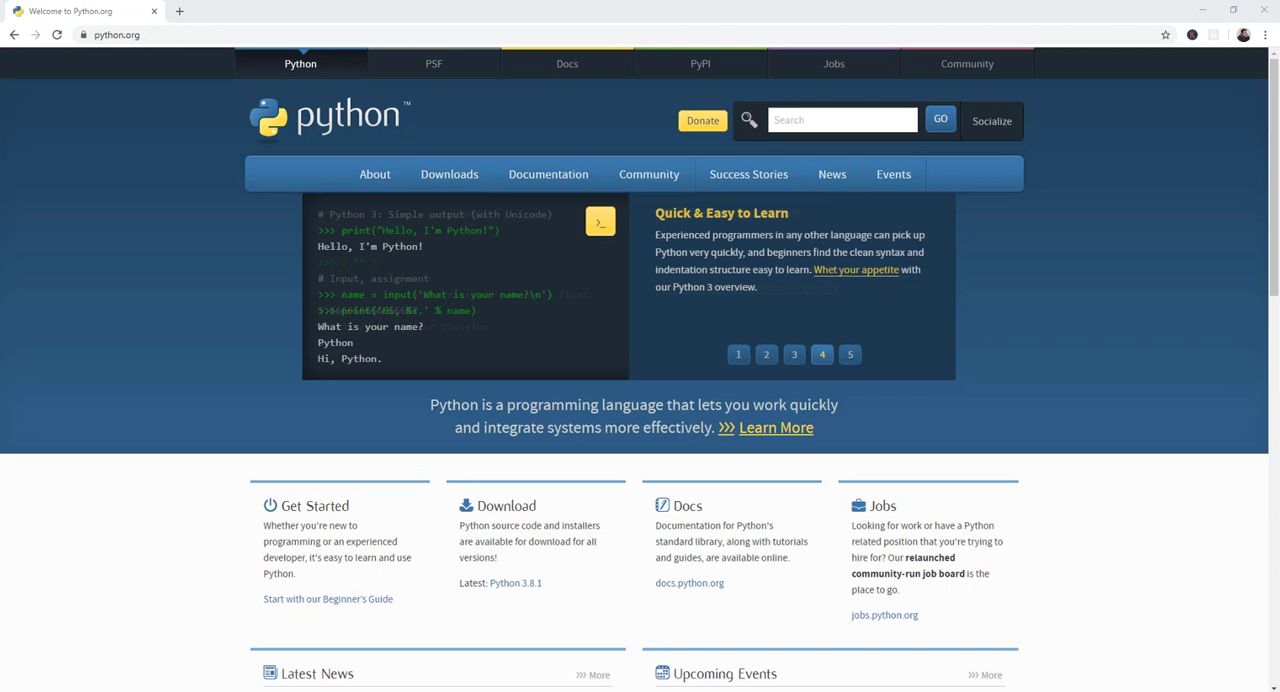 Welcome to Python.org
python.org
Python
PSF
Docs
PyPI
Jobs
Community
python™
Donate
Search
GO
Socialize
About
Downloads
Documentation
Community
Success Stories
News
Events
# Python 3: Simple output (with Unicode)
>>> print("Hello, I'm Python!")
Hello, I'm Python!
# Input, assignment
>>> name = input('What is your name?\n')
>>> print('Hi, %s.' % name)
What is your name?
Python
Hi, Python.
>_
Quick & Easy to Learn
Experienced programmers in any other language can pick up
Python very quickly, and beginners find the clean syntax and
indentation structure easy to learn. Whet your appetite with
our Python 3 overview.
1
2
3
4
5
Python is a programming language that lets you work quickly
and integrate systems more effectively. >>> Learn More
Get Started
Whether you're new to
programming or an experienced
developer, it's easy to learn and use
Python.
Start with our Beginner's Guide
Download
Python source code and installers
are available for download for all
versions!
Latest: Python 3.8.1
Docs
Documentation for Python's
standard library, along with tutorials
and guides, are available online.
docs.python.org
Jobs
Looking for work or have a Python
related position that you're trying to
hire for? Our relaunched
community-run job board is the
place to go.
jobs.python.org
Latest News
>>> More
Upcoming Events
>>> More